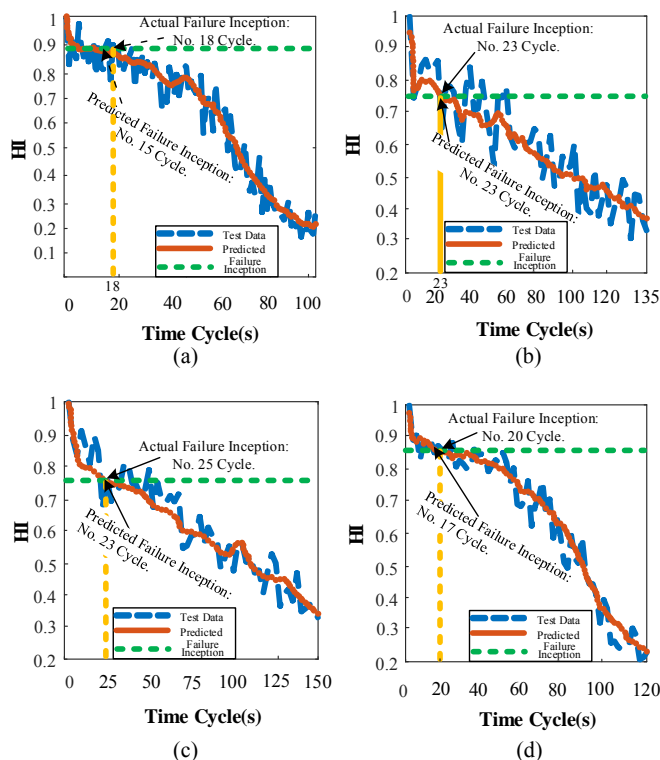 Actual Failure Inception:
No. 18 Cycle.
Predicted Failure Inception:
No. 15 Cycle.
HI
1
0.9
0.8
0.7
0.6
0.5
0.4
0.3
0.2
0.1
Test Data
Predicted
Failure
Inception
0 20 40 60 80 100
18
Time Cycle(s)
(a)
Actual Failure Inception:
No. 23 Cycle.
Predicted Failure Inception:
No. 23 Cycle.
HI
1
0.9
0.8
0.7
0.6
0.5
0.4
0.3
0.2
Test Data
Predicted
Failure
Inception
0 20 40 60 80 100 120 135
23
Time Cycle(s)
(b)
Actual Failure Inception:
No. 25 Cycle.
Predicted Failure Inception:
No. 23 Cycle.
HI
1
0.9
0.8
0.7
0.6
0.5
0.4
0.3
0.2
Test Data
Predicted
Failure
Inception
0 25 50 75 100 125 150
Time Cycle(s)
(c)
Actual Failure Inception:
No. 20 Cycle.
Predicted Failure Inception:
No. 17 Cycle.
HI
1
0.9
0.8
0.7
0.6
0.5
0.4
0.3
0.2
Test Data
Predicted
Failure
Inception
0 20 40 60 80 100 120
Time Cycle(s)
(d)